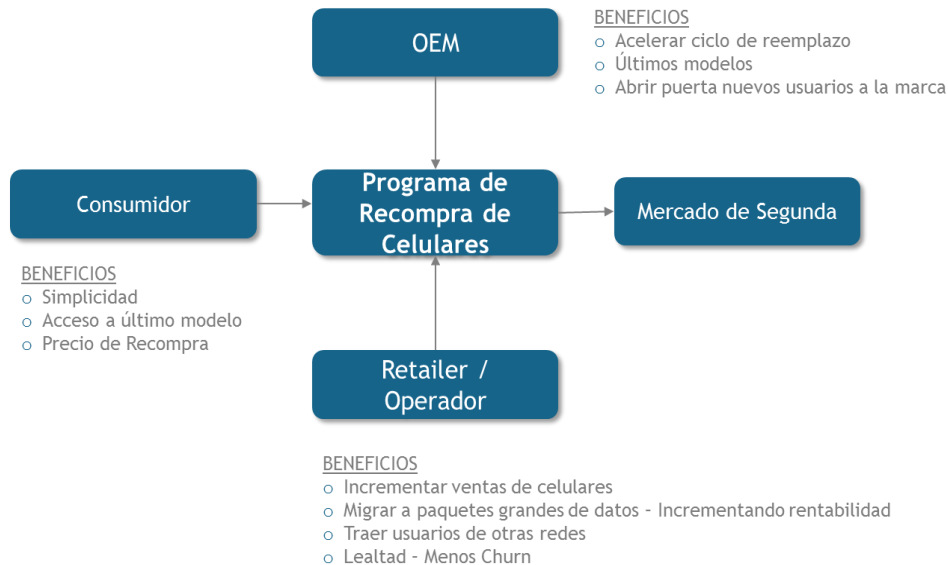 OEM
BENEFICIOS
o Acelerar ciclo de reemplazo
o Últimos modelos
o Abrir puerta nuevos usuarios a la marca
Consumidor
Programa de
Recompra de
Celulares
Mercado de Segunda
BENEFICIOS
o Simplicidad
o Acceso a último modelo
o Precio de Recompra
Retailer /
Operador
BENEFICIOS
o Incrementar ventas de celulares
o Migrar a paquetes grandes de datos – Incrementando rentabilidad
o Traer usuarios de otras redes
o Lealtad – Menos Churn